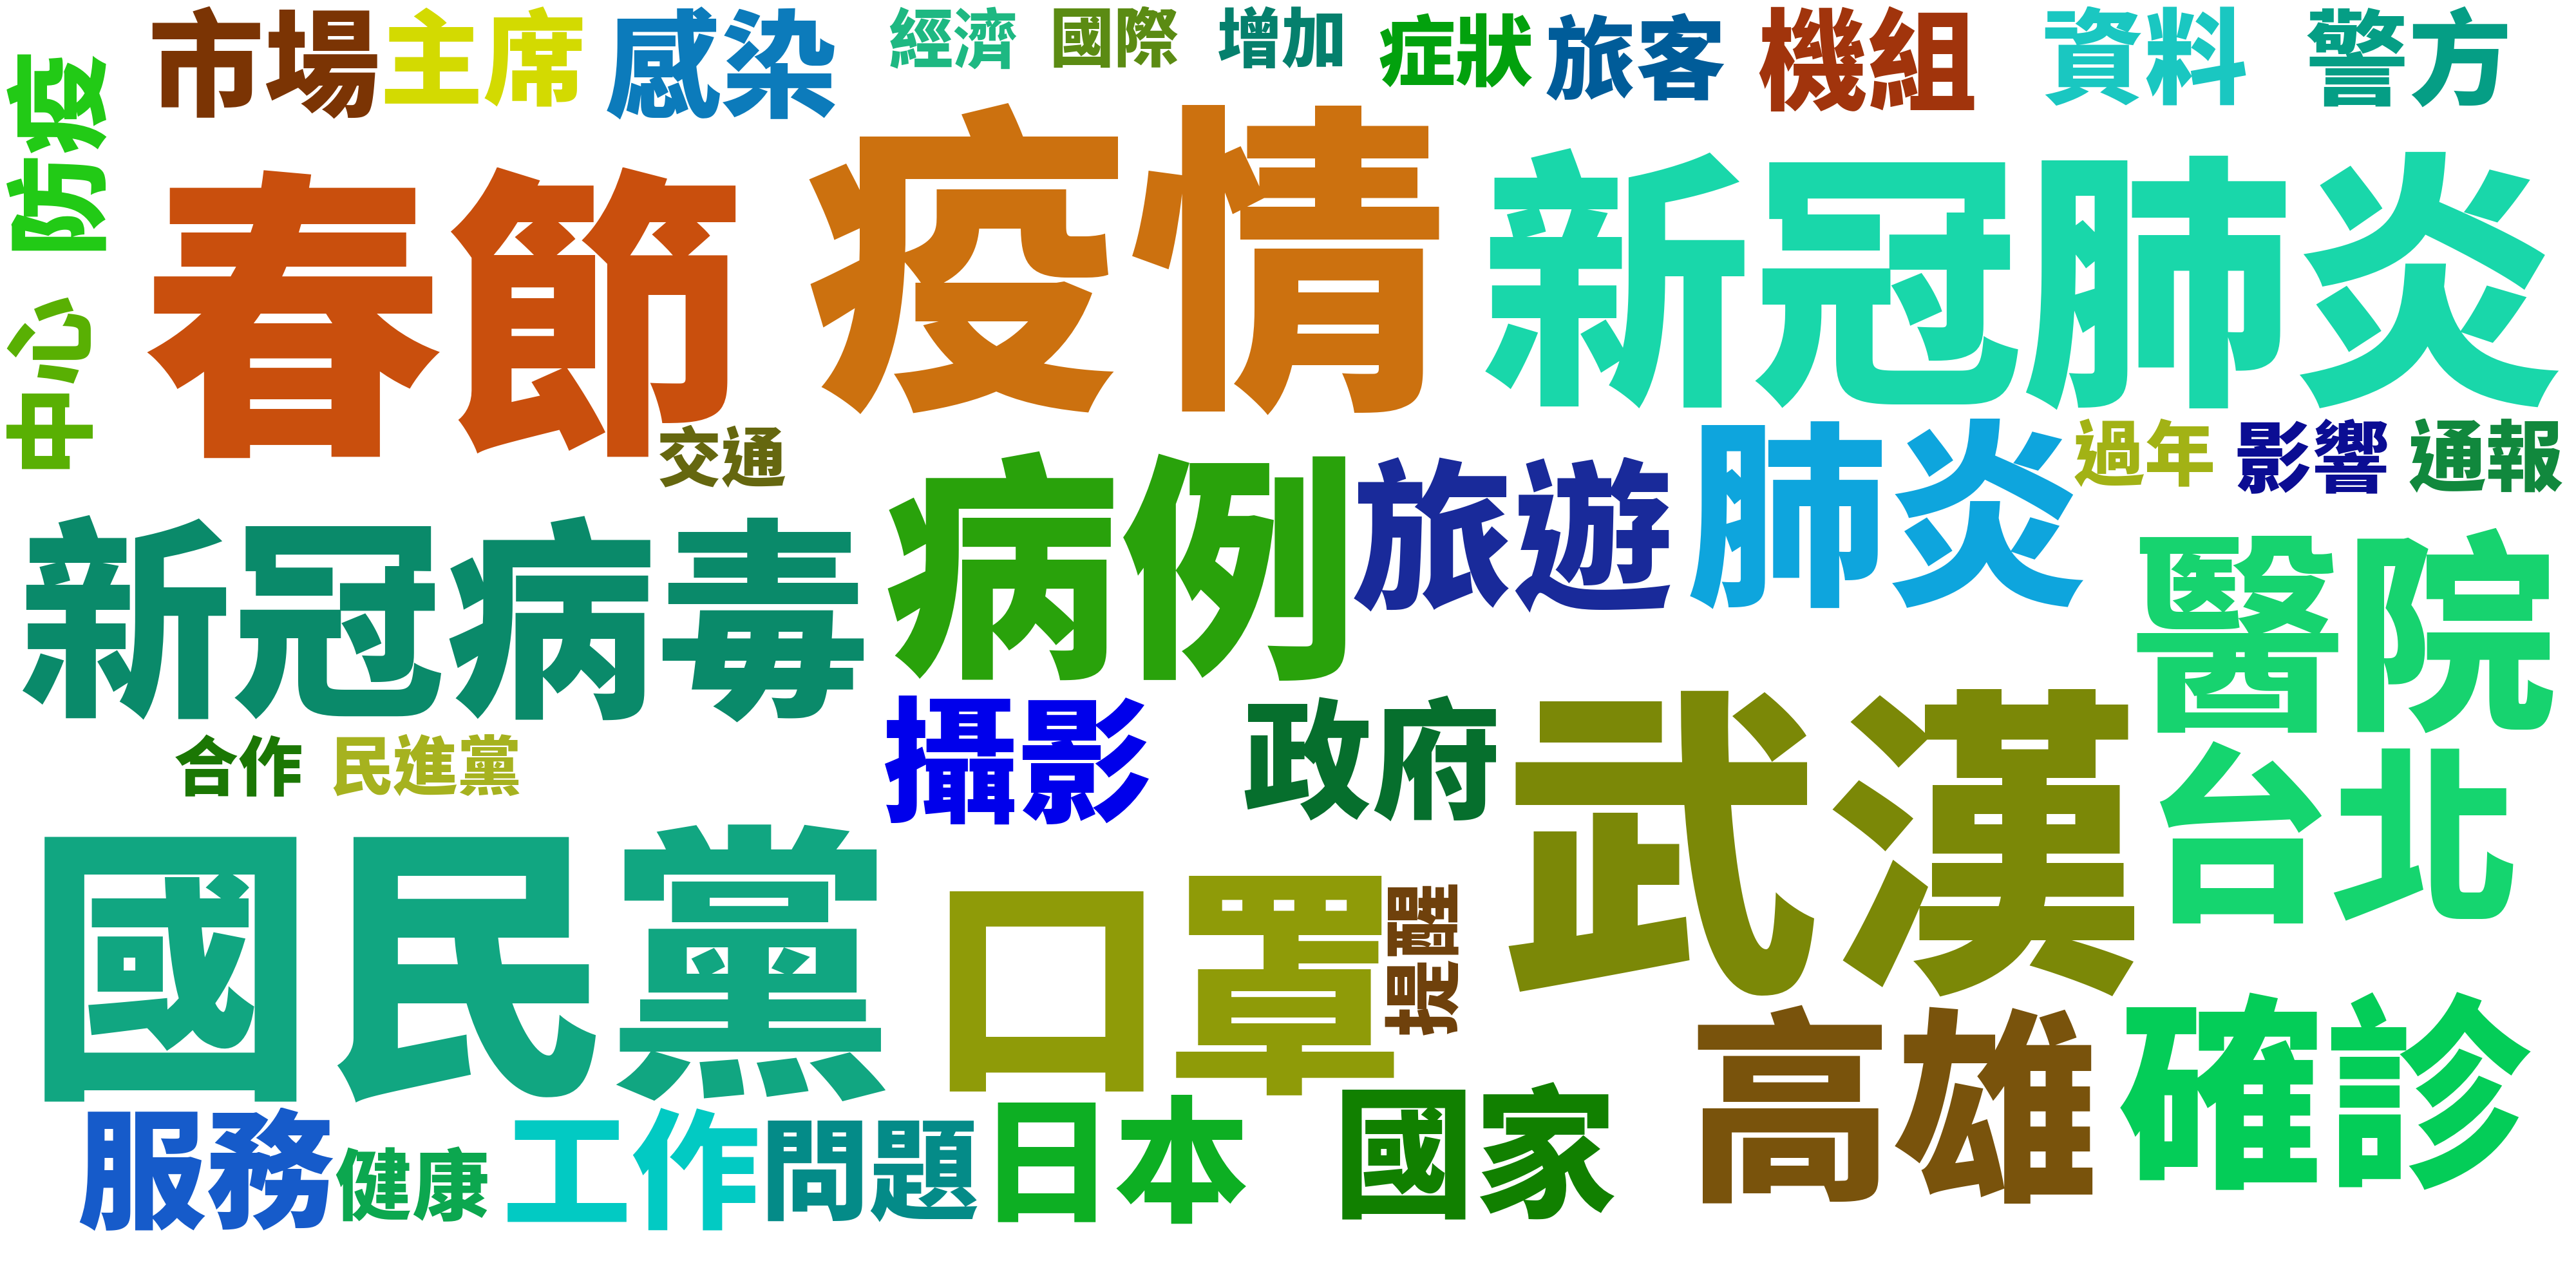 市場
主席
感染
經濟
國際
增加
症狀
旅客
機組
資料
警方
防疫
春節
疫情
新冠肺炎
中心
交通
病例
旅遊
肺炎
過年
影響
通報
新冠病毒
醫院
攝影
政府
武漢
台北
合作
民進黨
國民黨
口罩
提醒
高雄
確診
服務
健康
工作
問題
日本
國家